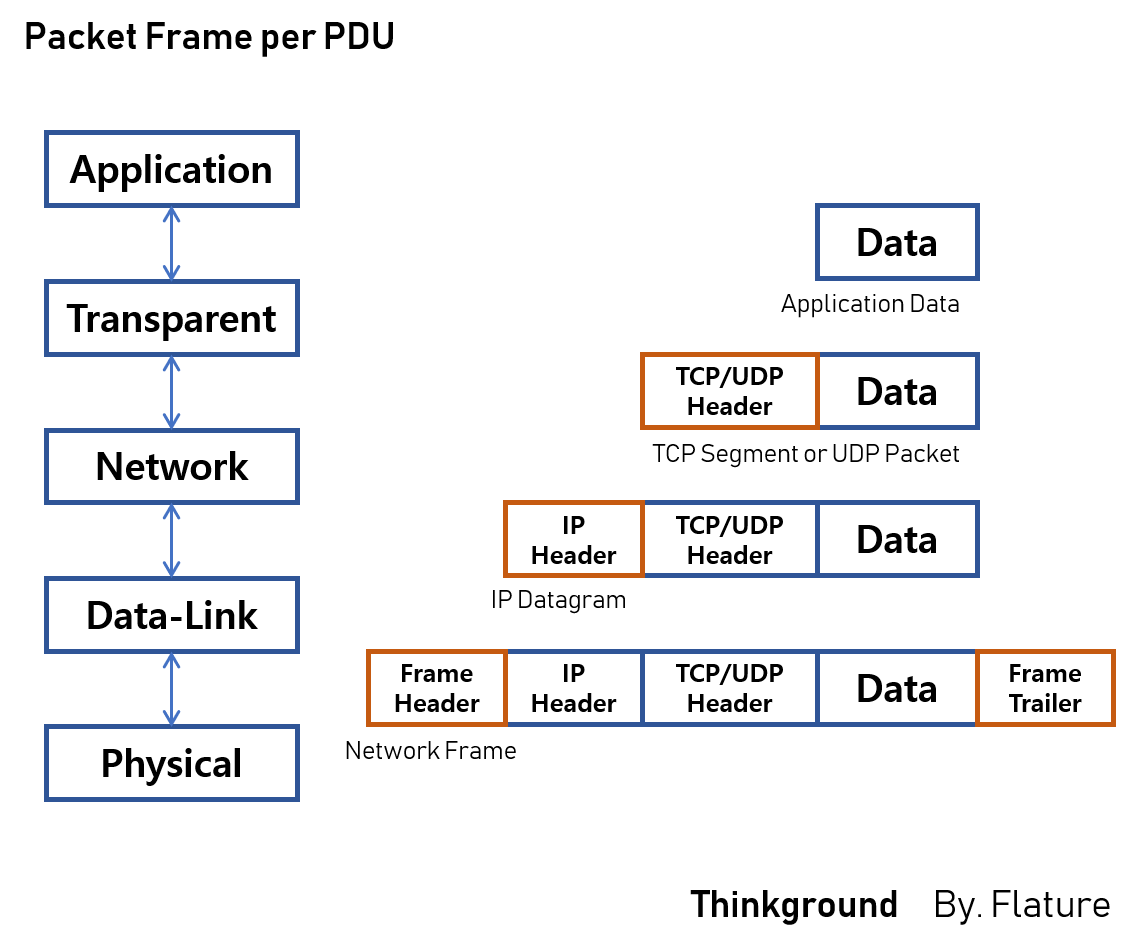 Packet Frame per PDU
Application
Transparent
Network
Data-Link
Physical
Data
Application Data
TCP/UDP
Header
Data
TCP Segment or UDP Packet
IP
Header
TCP/UDP
Header
Data
IP Datagram
Frame
Header
IP
Header
TCP/UDP
Header
Data
Frame
Trailer
Network Frame
Thinkground By. Flature